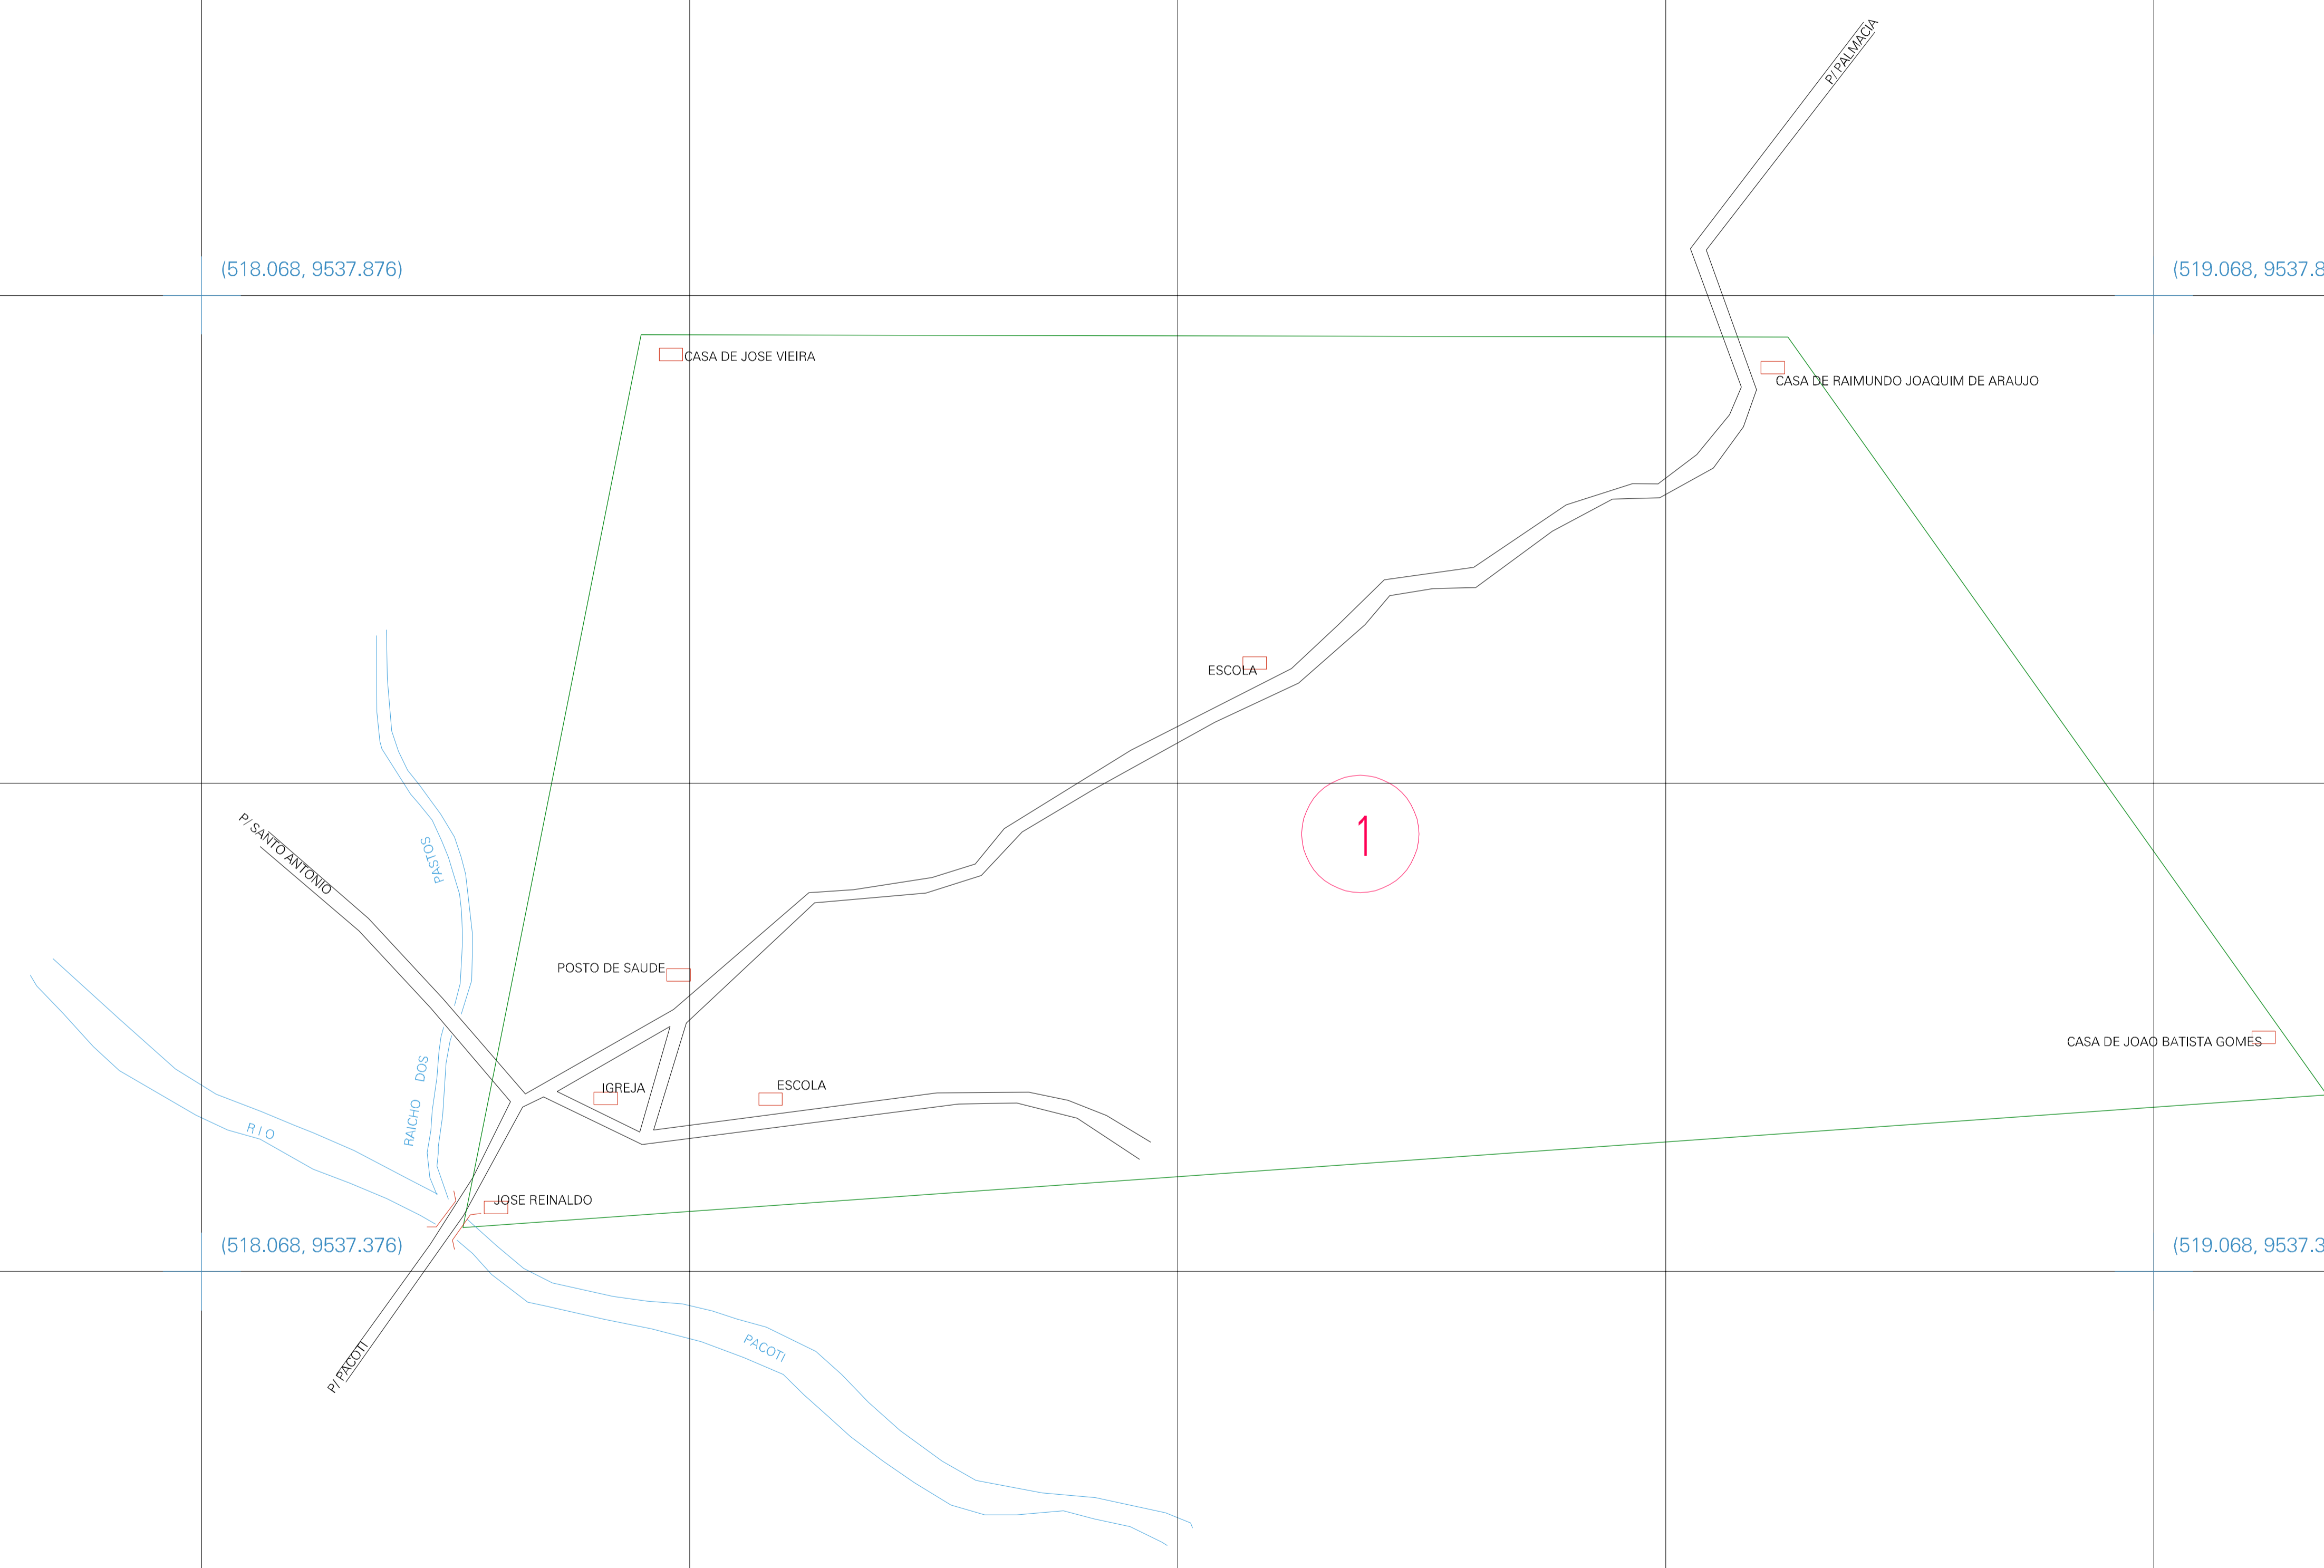 P/ PALMACIA
(518.068, 9537.876)
(519.068, 9537.8
CASA DE JOSE VIEIRA
CASA DE RAIMUNDO JOAQUIM DE ARAUJO
ESCOLA
1
P/ SANTO ANTONIO
PASTOS
POSTO DE SAUDE
CASA DE JOAO BATISTA GOMES
RAICHO DOS
IGREJA
ESCOLA
RIO
JOSE REINALDO
(518.068, 9537.376)
(519.068, 9537.3
P/ PACOTI
PACOTI